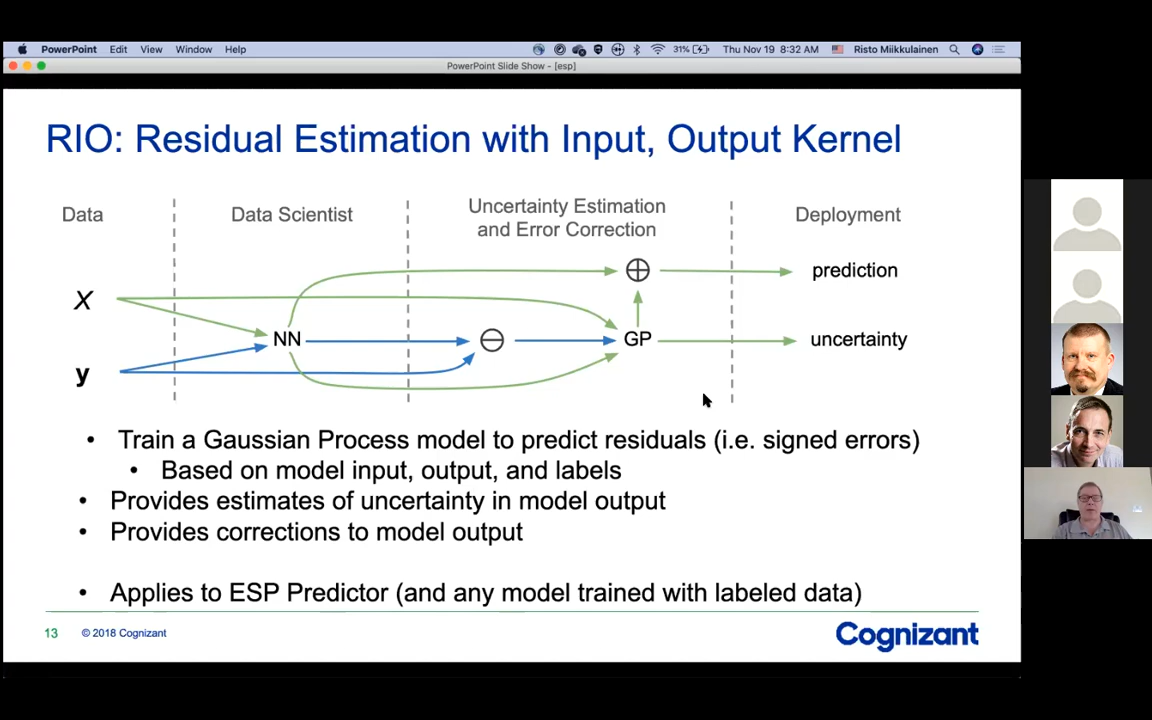 PowerPoint Edit View Window Help 31% Thu Nov 19 8:32 AM Risto Miikkulainen
PowerPoint Slide Show - [esp]
RIO: Residual Estimation with Input, Output Kernel
Data
Data Scientist
Uncertainty Estimation
and Error Correction
Deployment
X
y
NN
GP
prediction
uncertainty
• Train a Gaussian Process model to predict residuals (i.e. signed errors)
• Based on model input, output, and labels
• Provides estimates of uncertainty in model output
• Provides corrections to model output
• Applies to ESP Predictor (and any model trained with labeled data)
13 © 2018 Cognizant
Cognizant